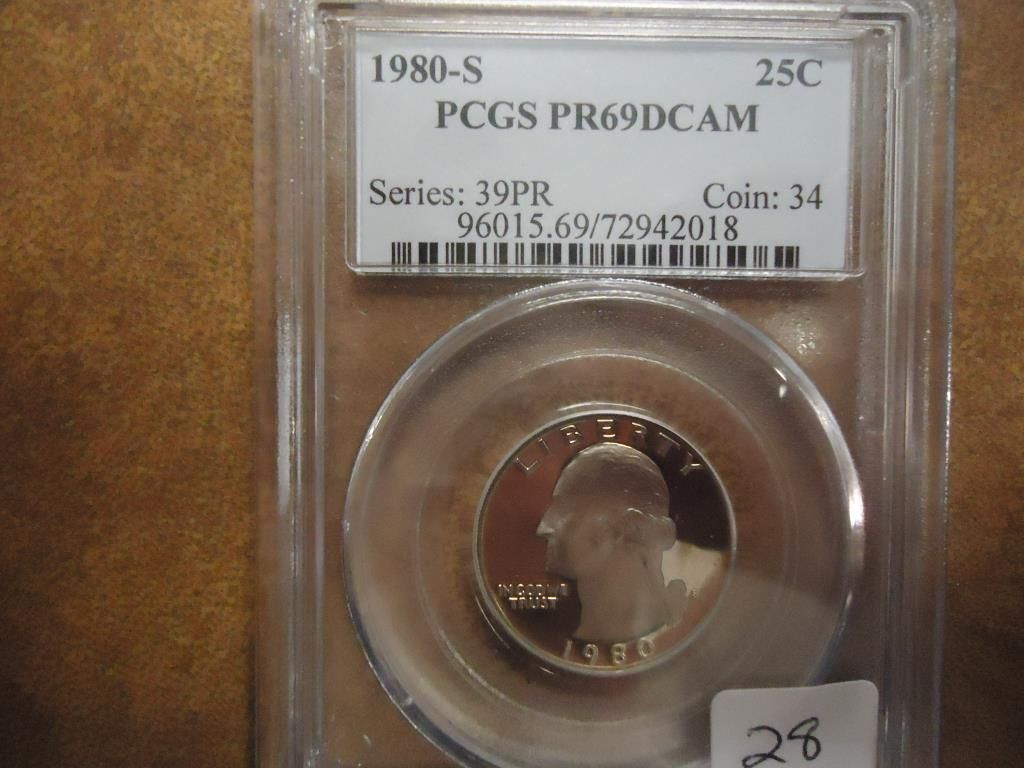 1980-S 25C
PCGS PR69DCAM
Series: 39PR Coin: 34
96015.69/72942018
LIBERTY
IN GOD WE
TRUST
1980
28